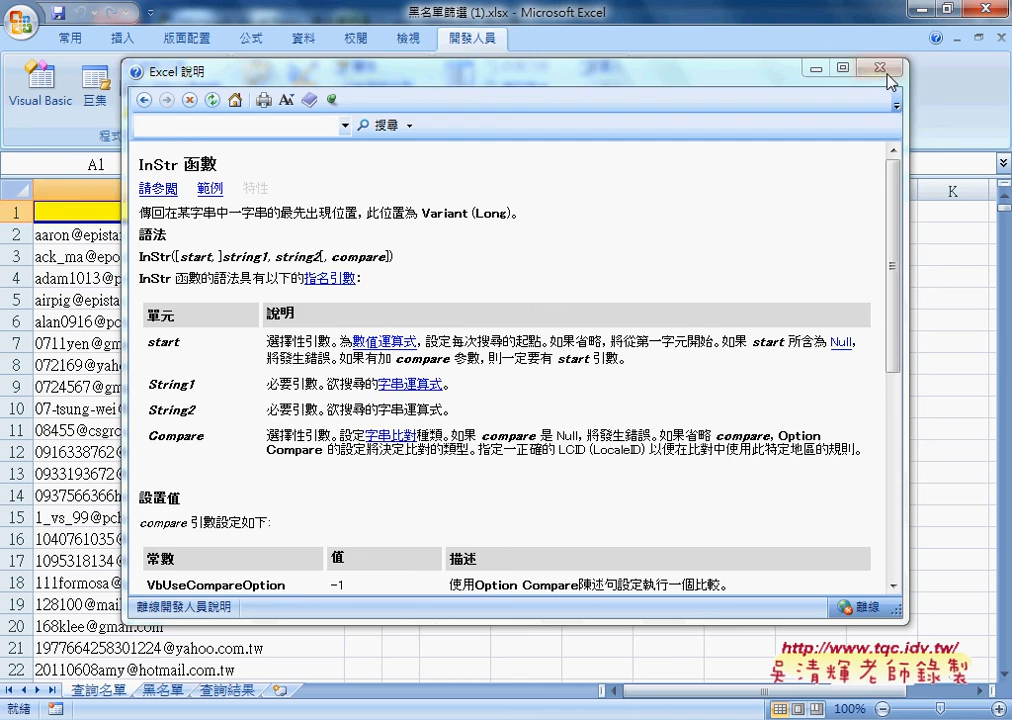 黑名單篩選 (1).xlsx - Microsoft Excel
常用 插入 版面配置 公式 資料 校閱 檢視 開發人員
Visual Basic 巨集
程式
Excel 說明
搜尋
A1
K
InStr 函數
請參閱 範例 特性
傳回在某字串中一字串的最先出現位置，此位置為 Variant (Long)。
語法
InStr([start, ]string1, string2[, compare])
InStr 函數的語法具有以下的指名引數：
單元 說明
start 選擇性引數。為數值運算式，設定每次搜尋的起點。如果省略，將從第一字元開始。如果 start 所含為 Null，
將發生錯誤。如果有加 compare 參數，則一定要有 start 引數。
String1 必要引數。欲搜尋的字串運算式。
String2 必要引數。欲搜尋的字串運算式。
Compare 選擇性引數。設定字串比對種類。如果 compare 是 Null，將發生錯誤。如果省略 compare，Option
Compare 的設定將決定比對的類型。指定一正確的 LCID (LocaleID) 以便在比對中使用此特定地區的規則。
設置值
compare 引數設定如下：
常數 值 描述
VbUseCompareOption -1 使用Option Compare陳述句設定執行一個比較。
離線開發人員說明 離線
1
2 aaron@epistar
3 ack_ma@epo
4 adam1013@p
5 airpig@epista
6 alan0916@po
7 0711yen@gm
8 072169@yah
9 0724567@gm
10 07-tsung-wei
11 08455@csgro
12 0916338762
13 0933193672
14 0937566366h
15 1_vs_99@pch
16 1040761035
17 1095318134
18 111formosa@
19 128100@mai
20 168klee@gmail.com
21 1977664258301224@yahoo.com.tw
22 20110608amy@hotmail.com.tw
http://www.tqc.idv.tw/
吳清輝老師錄製
查詢名單 黑名單 查詢結果
就緒 100%